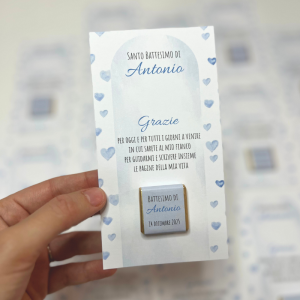 Santo Battesimo di
Antonio
Grazie
per oggi e per tutti i giorni a venire
in cui sarete al mio fianco
per guidarmi e scrivere insieme
le pagine della mia vita
Battesimo di
Antonio
24 Settembre 2023